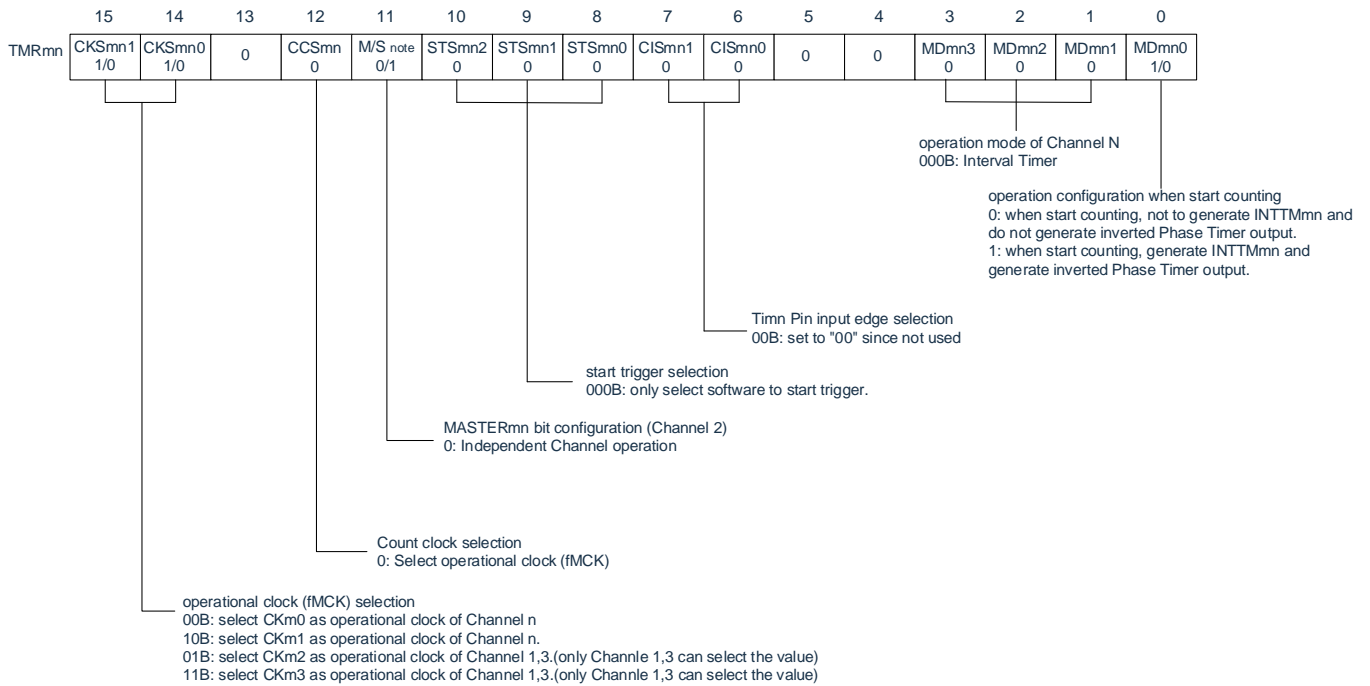 15 14 13 12 11 10 9 8 7 6 5 4 3 2 1 0
TMRmn CKSmn1 CKSmn0 0 CCSmn M/S note STSmn2 STSmn1 STSmn0 CISmn1 CISmn0 0 0 MDmn3 MDmn2 MDmn1 MDmn0
1/0 1/0 0 0/1 0 0 0 0 0 0 0 0 1/0
operation mode of Channel N
000B: Interval Timer
operation configuration when start counting
0: when start counting, not to generate INTTMmn and
do not generate inverted Phase Timer output.
1: when start counting, generate INTTMmn and
generate inverted Phase Timer output.
Timn Pin input edge selection
00B: set to "00" since not used
start trigger selection
000B: only select software to start trigger.
MASTERmn bit configuration (Channel 2)
0: Independent Channel operation
Count clock selection
0: Select operational clock (fMCK)
operational clock (fMCK) selection
00B: select CKm0 as operational clock of Channel n
10B: select CKm1 as operational clock of Channel n.
01B: select CKm2 as operational clock of Channel 1,3.(only Channle 1,3 can select the value)
11B: select CKm3 as operational clock of Channel 1,3.(only Channle 1,3 can select the value)